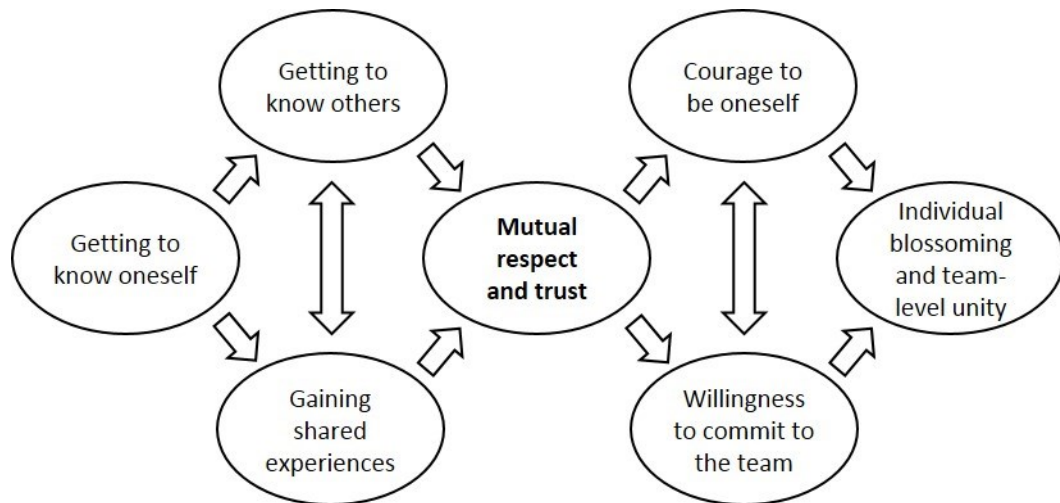 Getting to
know others
Courage to
be oneself
Getting to
know oneself
Mutual
respect
and trust
Individual
blossoming
and team-
level unity
Gaining
shared
experiences
Willingness
to commit to
the team